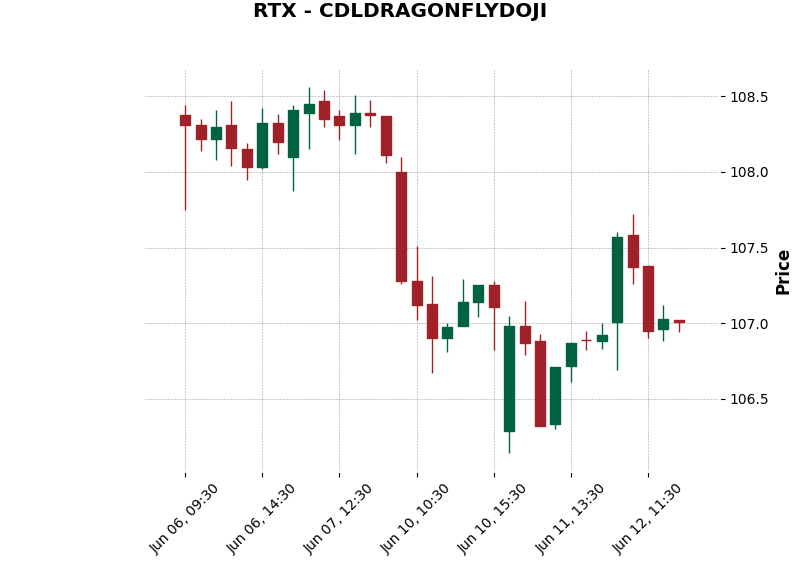 RTX - CDLDRAGONFLYDOJI
108.5
108.0
107.5
107.0
106.5
Price
Jun 06, 09:30
Jun 06, 14:30
Jun 07, 12:30
Jun 10, 10:30
Jun 10, 15:30
Jun 11, 13:30
Jun 12, 11:30